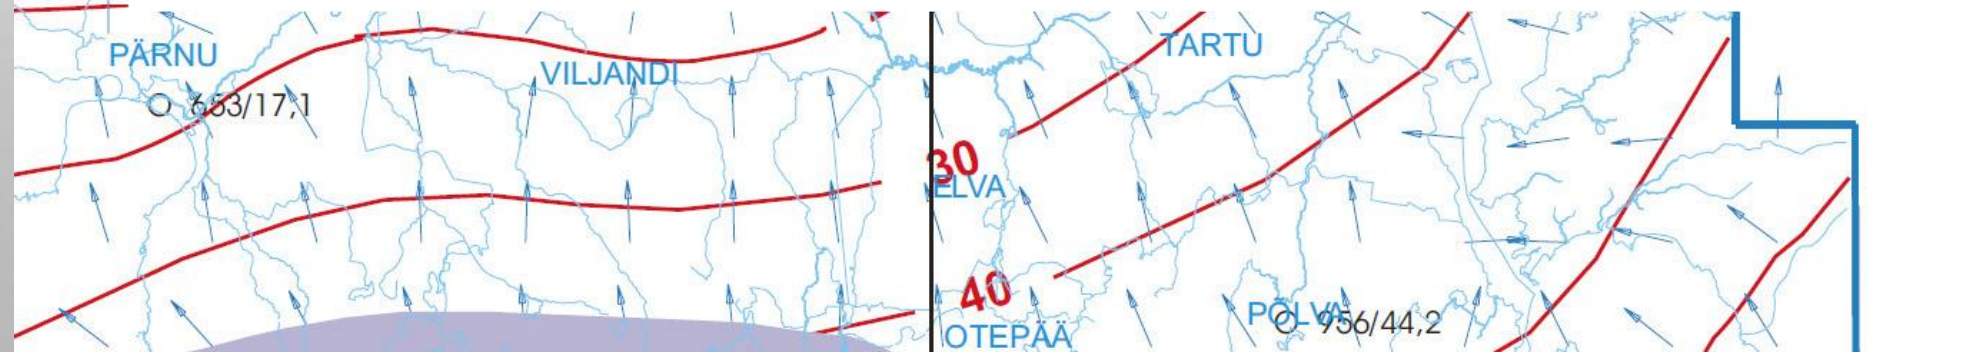 PÄRNU
653/17,1
VILJANDI
TARTU
30
ELVA
40
OTEPÄÄ
PÕLVA
956/44,2